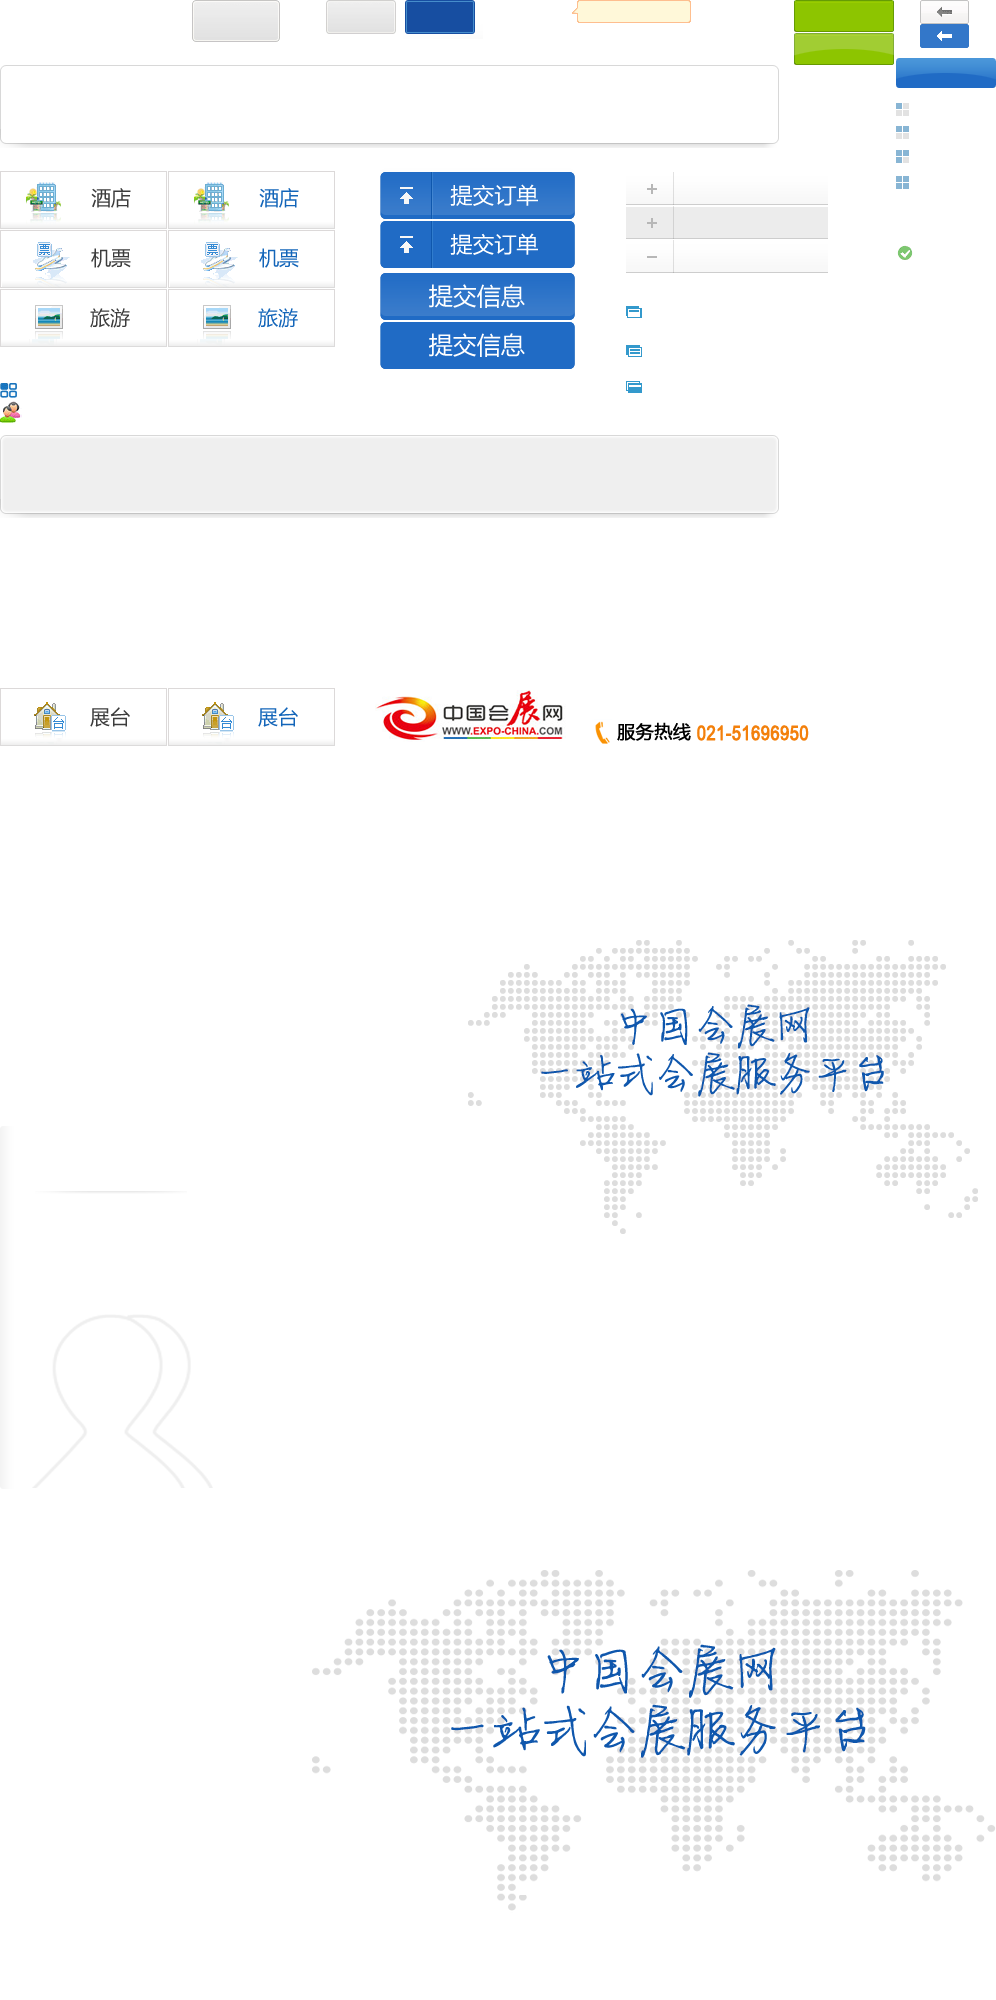 酒店 酒店
机票 机票
旅游 旅游
提交订单
提交订单
提交信息
提交信息
展台 展台
中国会展网
WWW.EXPO-CHINA.COM
服务热线 021-51696950
中国会展网
一站式会展服务平台
中国会展网
一站式会展服务平台